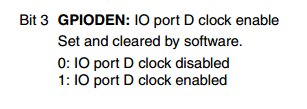 Bit 3 GPIODEN: IO port D clock enable
Set and cleared by software.
0: IO port D clock disabled
1: IO port D clock enabled